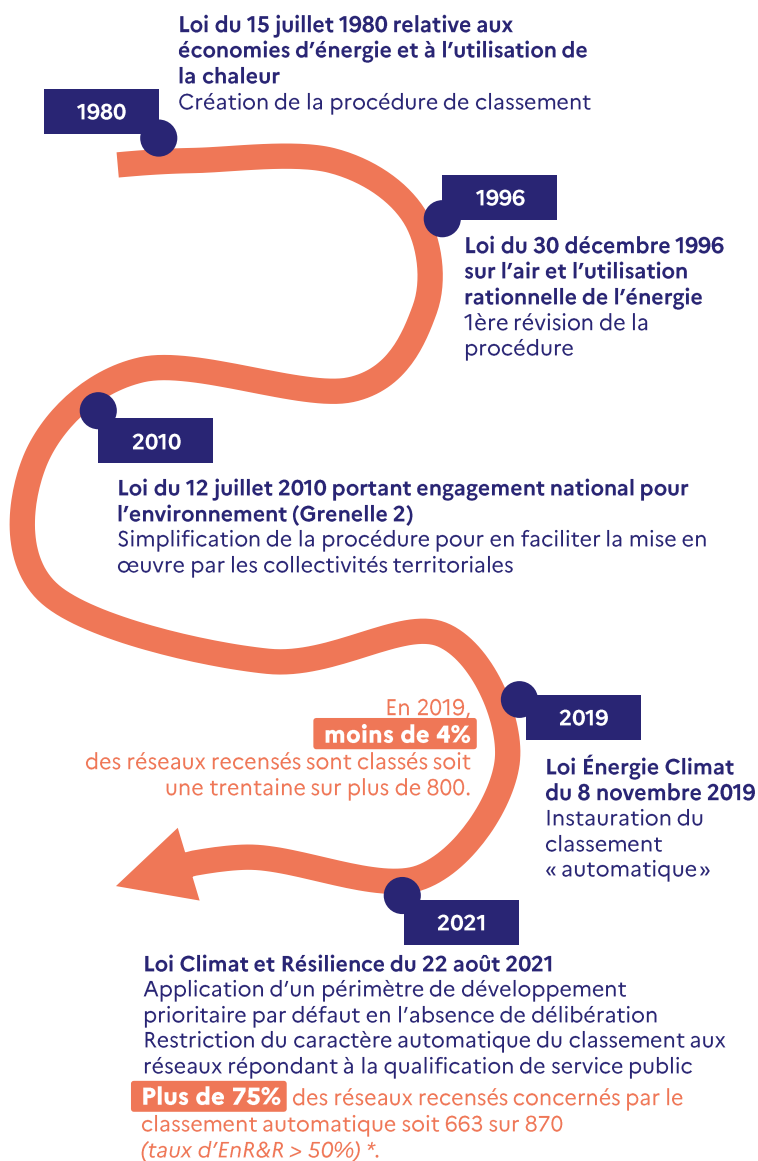 Loi du 15 juillet 1980 relative aux
économies d’énergie et à l’utilisation de
la chaleur
Création de la procédure de classement
1980
1996
Loi du 30 décembre 1996
sur l’air et l’utilisation
rationnelle de l’énergie
1ère révision de la
procédure
2010
Loi du 12 juillet 2010 portant engagement national pour
l’environnement (Grenelle 2)
Simplification de la procédure pour en faciliter la mise en
œuvre par les collectivités territoriales
En 2019,
moins de 4%
des réseaux recensés sont classés soit
une trentaine sur plus de 800.
2019
Loi Énergie Climat
du 8 novembre 2019
Instauration du
classement
« automatique »
2021
Loi Climat et Résilience du 22 août 2021
Application d’un périmètre de développement
prioritaire par défaut en l’absence de délibération
Restriction du caractère automatique du classement aux
réseaux répondant à la qualification de service public
Plus de 75% des réseaux recensés concernés par le
classement automatique soit 663 sur 870
(taux d’EnR&R > 50%) *.